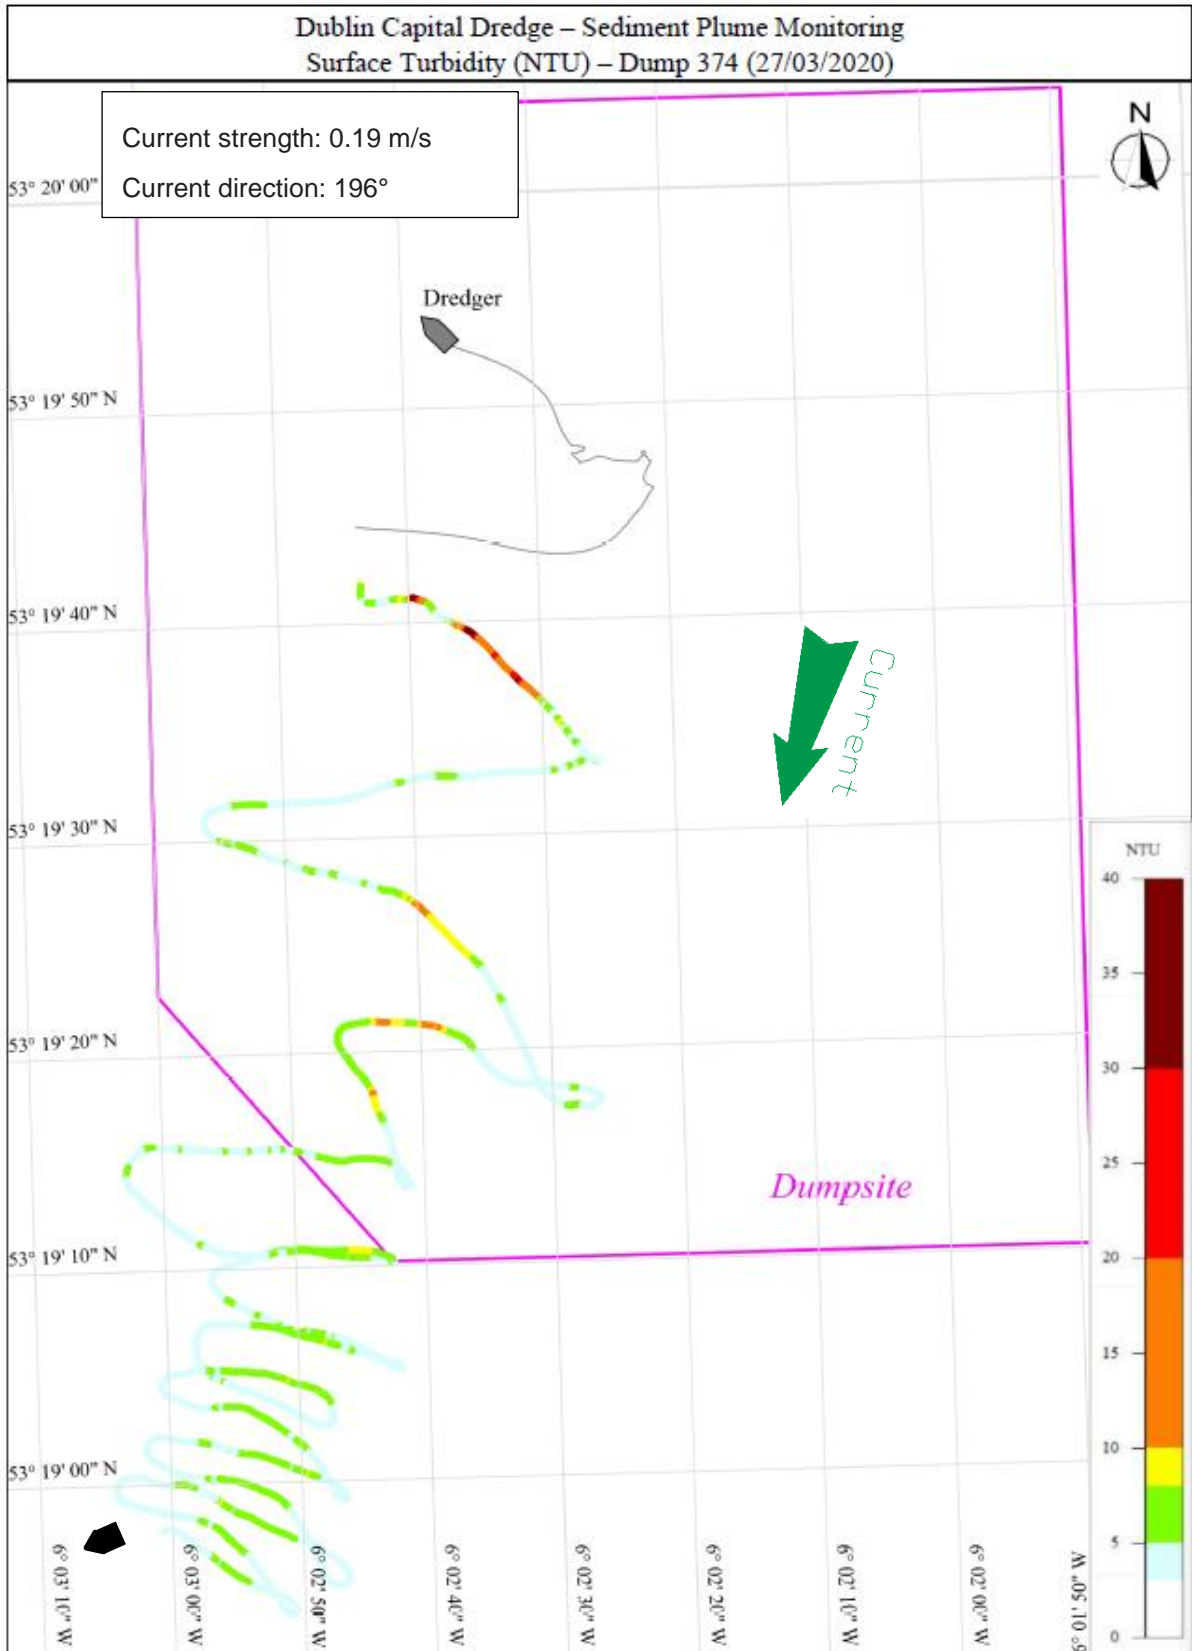 Dublin Capital Dredge – Sediment Plume Monitoring
Surface Turbidity (NTU) – Dump 374 (27/03/2020)
Current strength: 0.19 m/s
Current direction: 196°
N
53° 20' 00"
Dredger
53° 19' 50" N
53° 19' 40" N
Current
53° 19' 30" N
NTU
40
35
30
25
20
15
10
5
0
53° 19' 20" N
Dumpsite
53° 19' 10" N
53° 19' 00" N
6° 03' 10" W
6° 03' 00" W
6° 02' 50" W
6° 02' 40" W
6° 02' 30" W
6° 02' 20" W
6° 02' 10" W
6° 02' 00" W
6° 01' 50" W